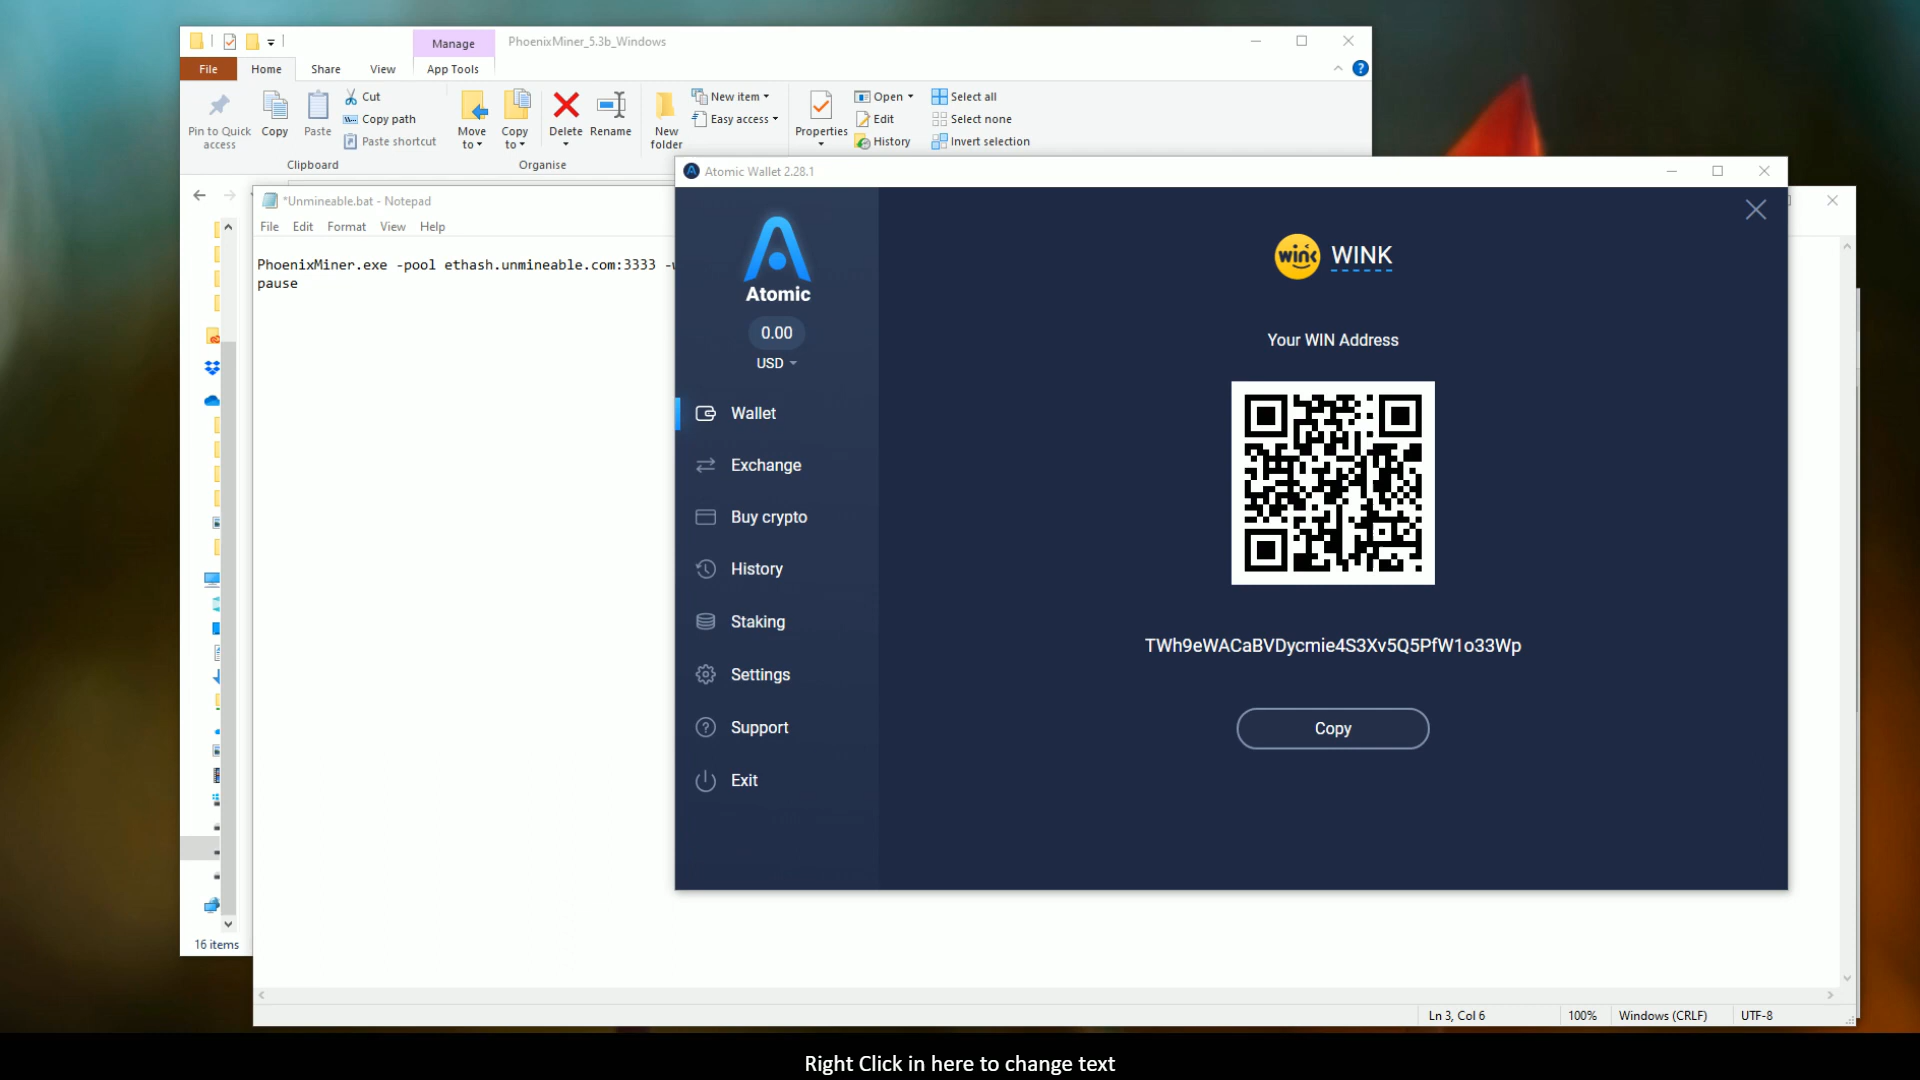 Manage
PhoenixMiner_5.3b_Windows
File
Home
Share
View
App Tools
Pin to Quick access
Copy
Paste
Cut
Copy path
Paste shortcut
Clipboard
Move to
Copy to
Delete
Rename
Organise
New folder
New item
Easy access
Properties
Open
Edit
History
Select all
Select none
Invert selection
16 items
*Unmineable.bat - Notepad
File
Edit
Format
View
Help
PhoenixMiner.exe -pool ethash.unmineable.com:3333 -
pause
Ln 3, Col 6
100%
Windows (CRLF)
UTF-8
Atomic Wallet 2.28.1
Atomic
0.00
USD
Wallet
Exchange
Buy crypto
History
Staking
Settings
Support
Exit
wink
WINK
Your WIN Address
TWh9eWACaBVDycmie4S3Xv5Q5PfW1o33Wp
Copy
Right Click in here to change text